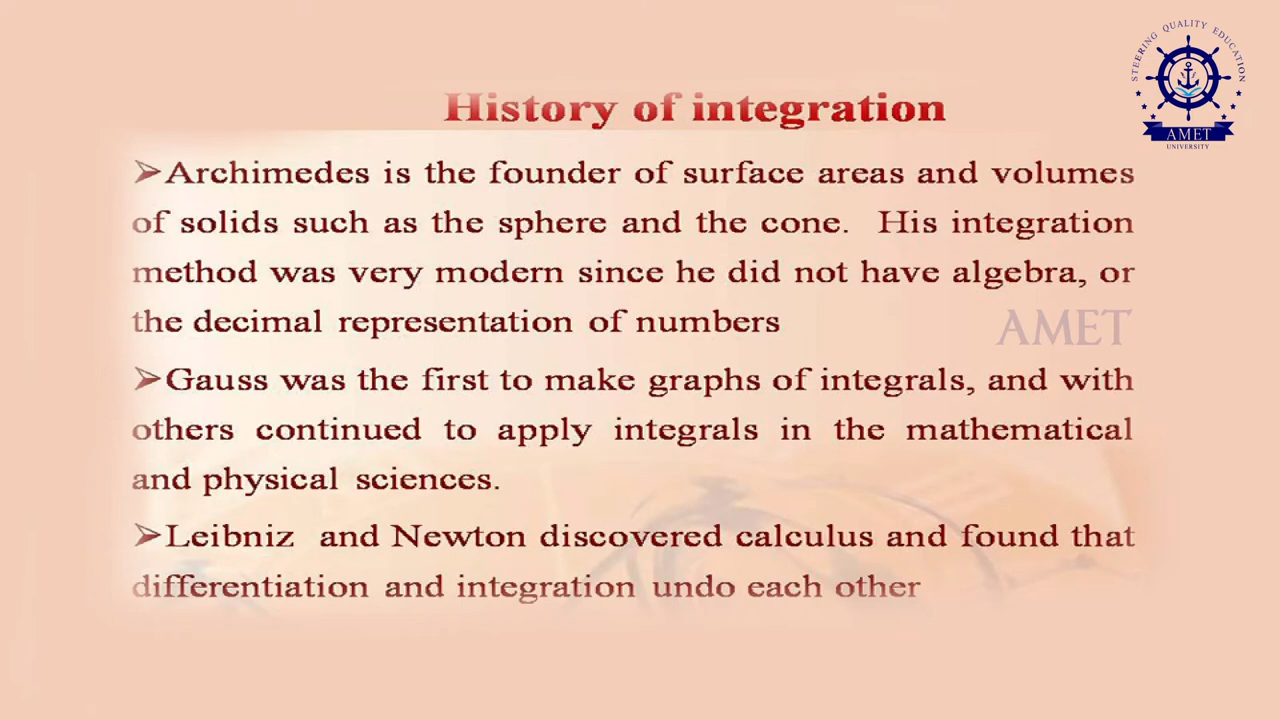 STEERING QUALITY EDUCATION
AMET
UNIVERSITY
History of integration
➢Archimedes is the founder of surface areas and volumes
of solids such as the sphere and the cone. His integration
method was very modern since he did not have algebra, or
the decimal representation of numbers
AMET
➢Gauss was the first to make graphs of integrals, and with
others continued to apply integrals in the mathematical
and physical sciences.
➢Leibniz and Newton discovered calculus and found that
differentiation and integration undo each other